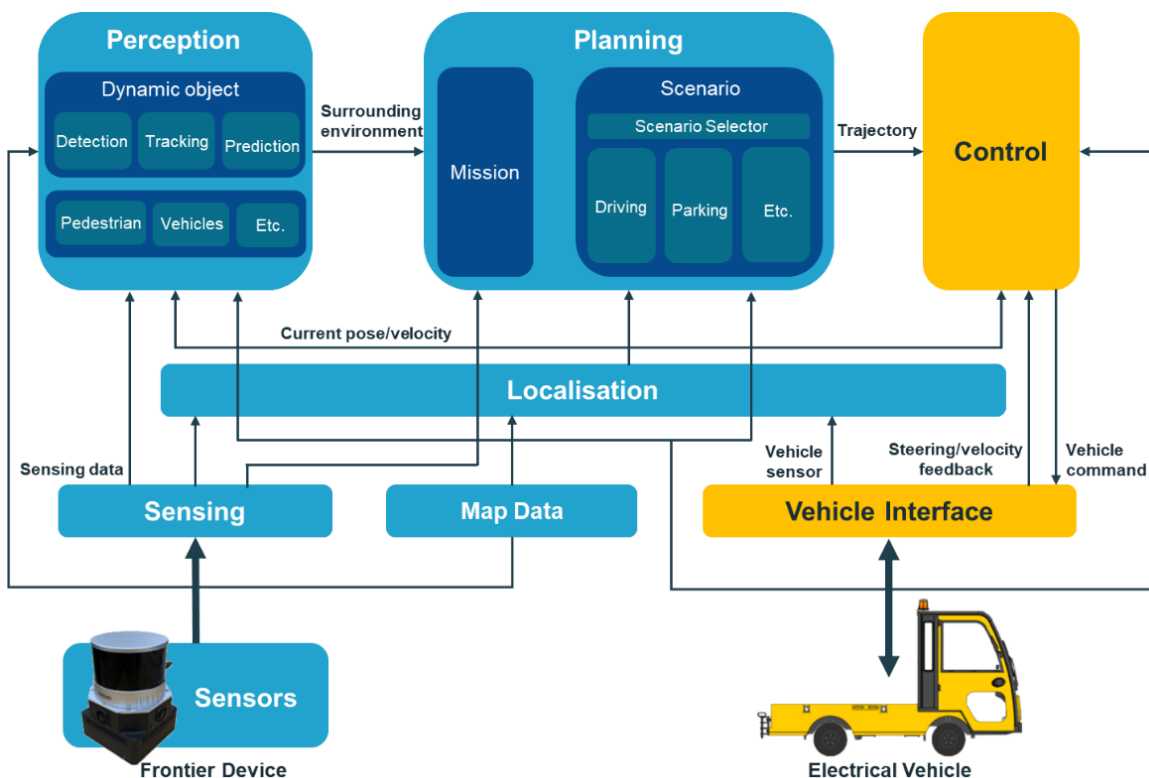 Perception
Dynamic object
Detection
Tracking
Prediction
Pedestrian
Vehicles
Etc.
Surrounding
environment
Planning
Mission
Scenario
Scenario Selector
Driving
Parking
Etc.
Trajectory
Control
Current pose/velocity
Localisation
Sensing data
Vehicle
sensor
Steering/velocity
feedback
Vehicle
command
Sensing
Map Data
Vehicle Interface
Sensors
Frontier Device
Electrical Vehicle